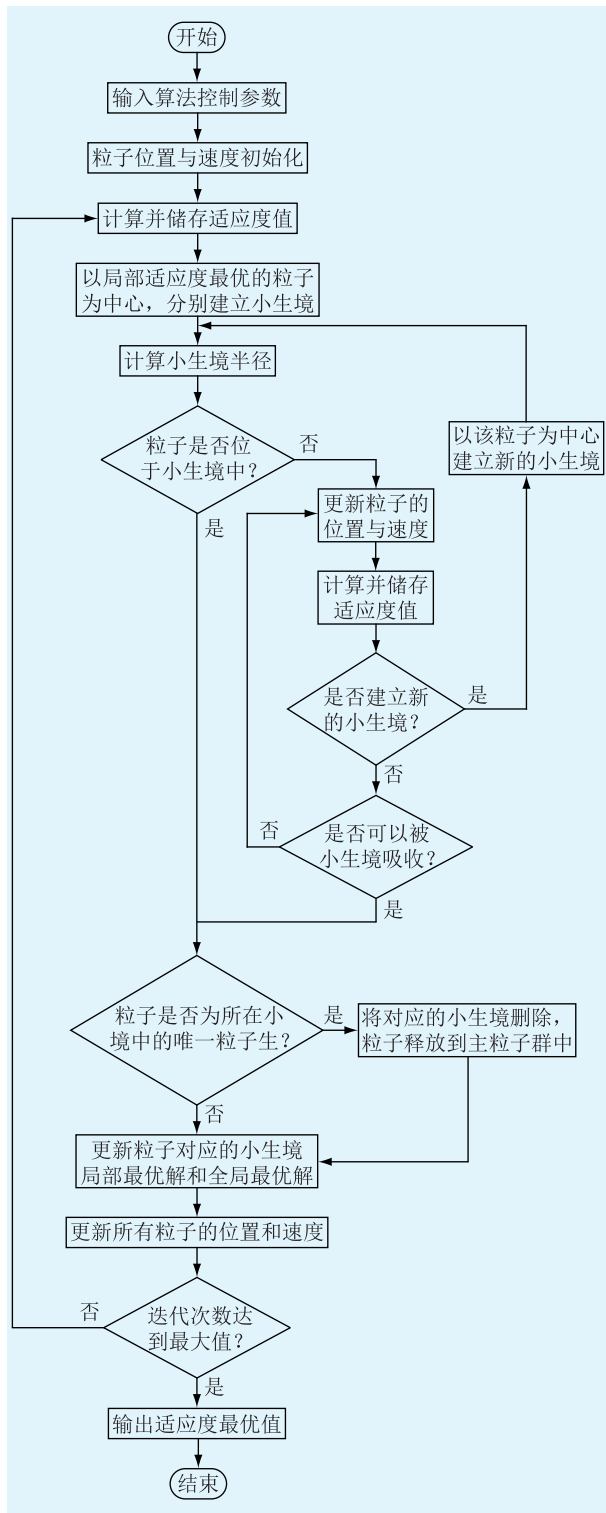 开始
输入算法控制参数
粒子位置与速度初始化
计算并储存适应度值
以局部适应度最优的粒子
为中心，分别建立小生境
计算小生境半径
粒子是否位
于小生境中？
否
是
以该粒子为中心
建立新的小生境
更新粒子的
位置与速度
计算并储存
适应度值
是否建立新
的小生境？
是
否
是否可以被
小生境吸收？
否
是
粒子是否为所在小
境中的唯一粒子生？
是
将对应的小生境删除，
粒子释放到主粒子群中
否
更新粒子对应的小生境
局部最优解和全局最优解
更新所有粒子的位置和速度
迭代次数达
到最大值？
否
是
输出适应度最优值
结束